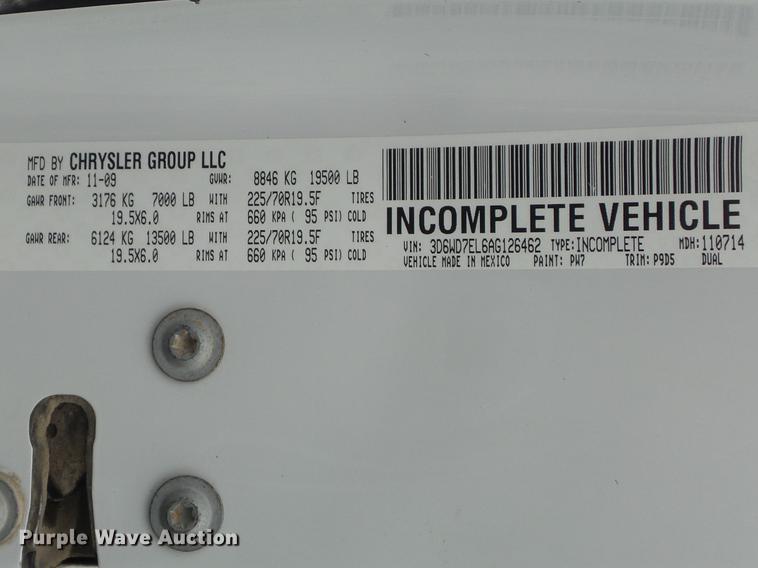 MFD BY CHRYSLER GROUP LLC
DATE OF MFR: 11-09 GVWR: 8846 KG 19500 LB
GAWR FRONT: 3176 KG 7000 LB WITH 225/70R19.5F TIRES
19.5X6.0 RIMS AT 660 KPA ( 95 PSI) COLD
GAWR REAR: 6124 KG 13500 LB WITH 225/70R19.5F TIRES
19.5X6.0 RIMS AT 660 KPA ( 95 PSI) COLD
INCOMPLETE VEHICLE
VIN: 3D6WD7EL6AG126462 TYPE: INCOMPLETE MDH: 110714
VEHICLE MADE IN MEXICO PAINT: PW7 TRIM: P9D5 DUAL
Purple Wave Auction